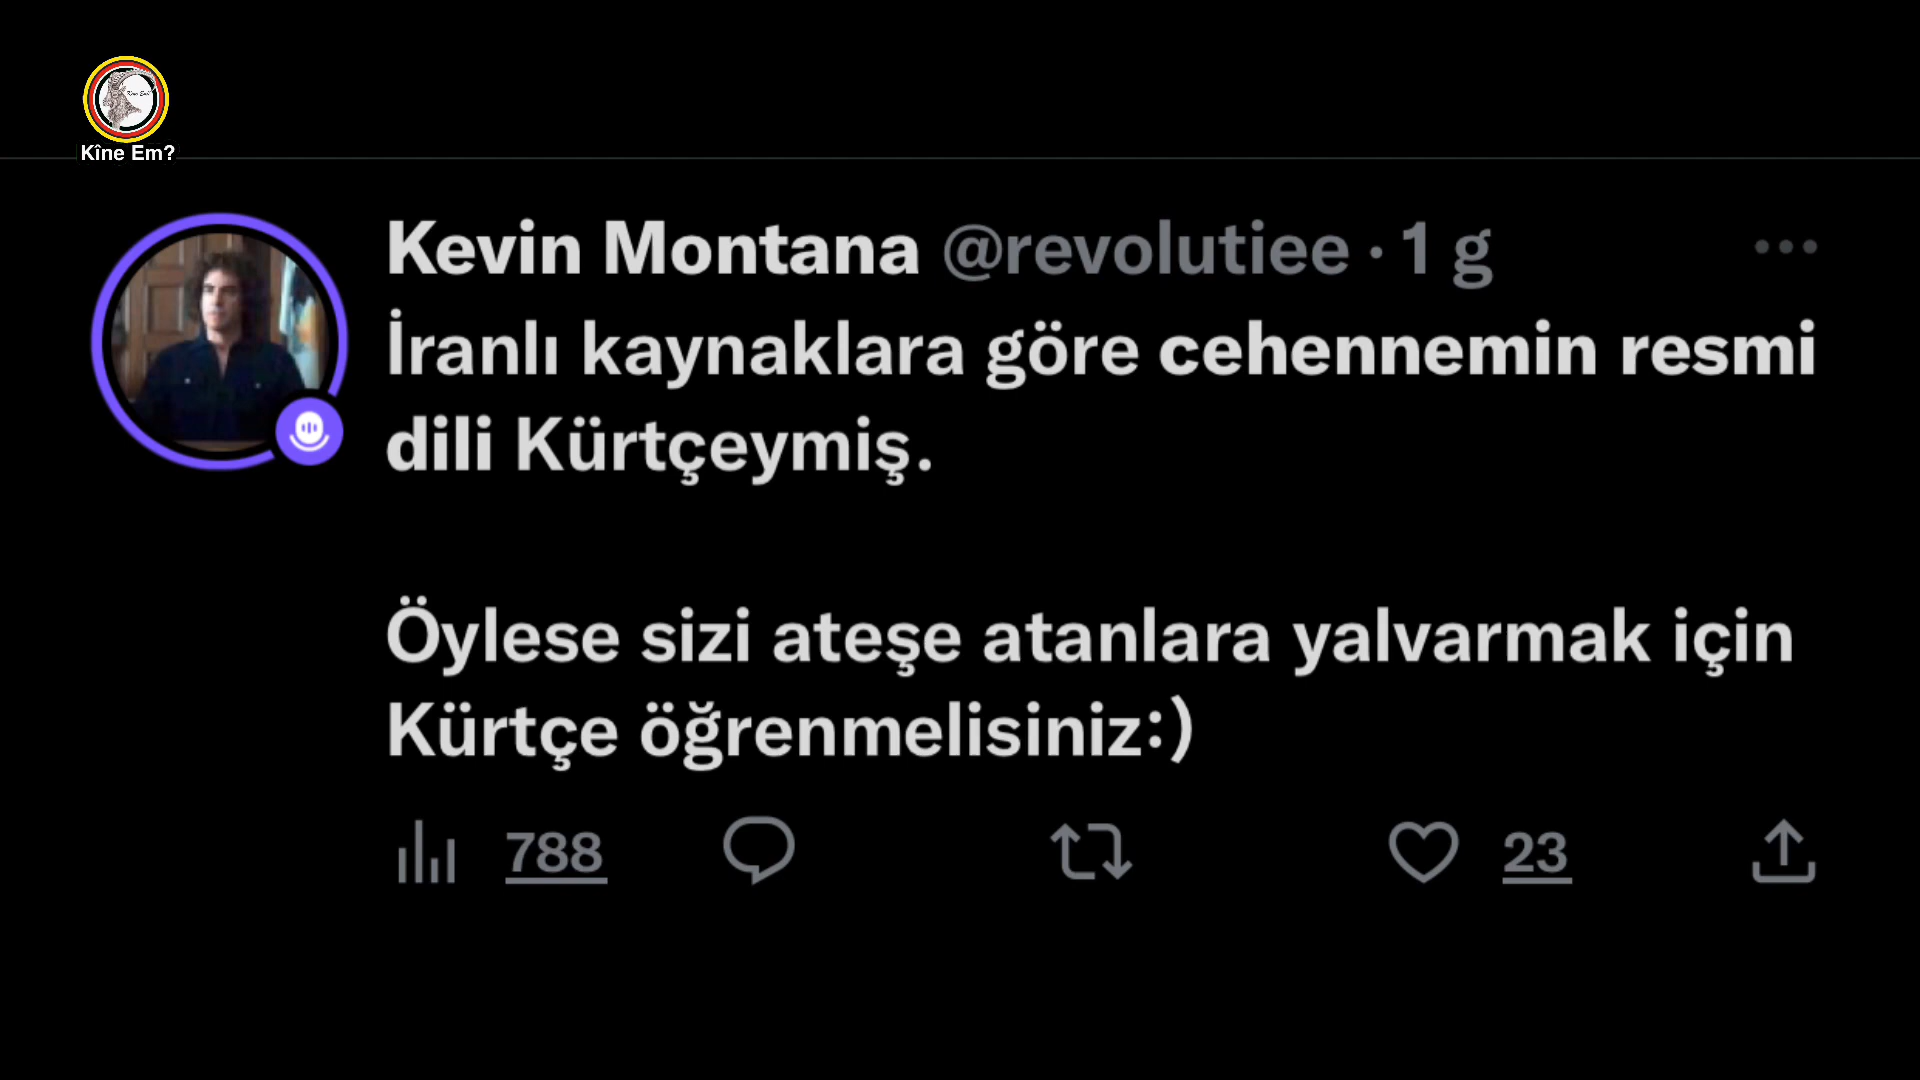 Kîne Em?
Kevin Montana @revolutiee · 1 g
İranlı kaynaklara göre cehennemin resmi
dili Kürtçeymiş.
Öylese sizi ateşe atanlara yalvarmak için
Kürtçe öğrenmelisiniz:)
788 23